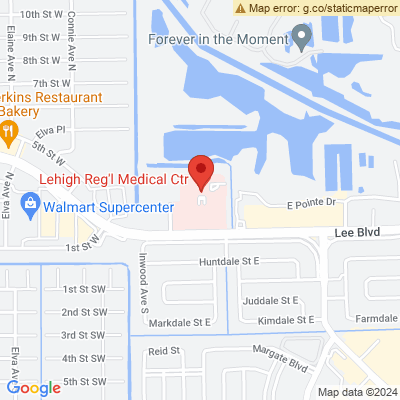 Map error: g.co/staticmaperror
10th St W
9th St W
8th St W
7th St W
Elaine Ave N
Connie Ave N
Forever in the Moment
erkins Restaurant
Bakery
Elva Pl
5th St W
Lehigh Reg'l Medical Ctr
Walmart Supercenter
Elva Ave N
E Pointe Dr
1st St W
Lee Blvd
Huntdale St E
Inwood Ave S
1st St SW
2nd St SW
3rd St SW
4th St SW
5th St SW
Juddale St E
Markdale St E
Kimdale St E
Farmdale
Reid St
Margate Blvd
Elva Ave
Google
Map data ©2024